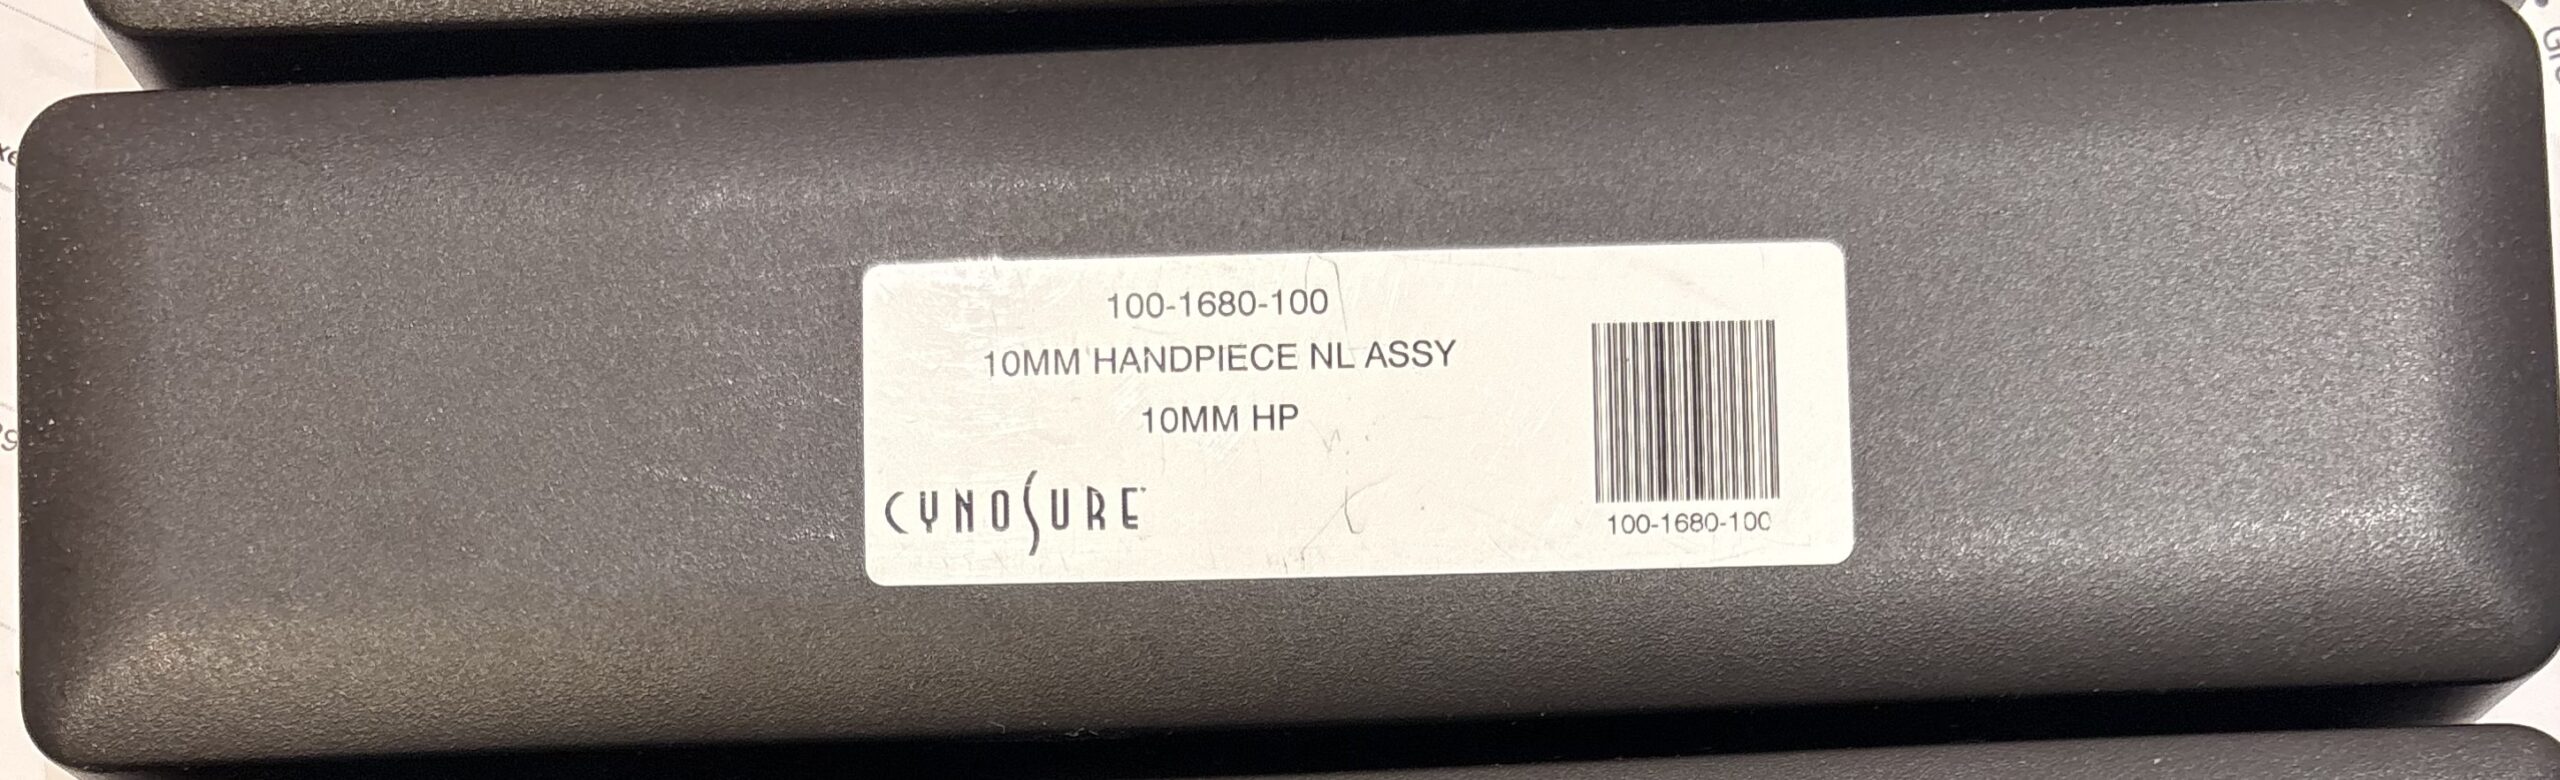 100-1680-100
10MM HANDPIECE NL ASSY
10MM HP
CYNOSURE
100-1680-100